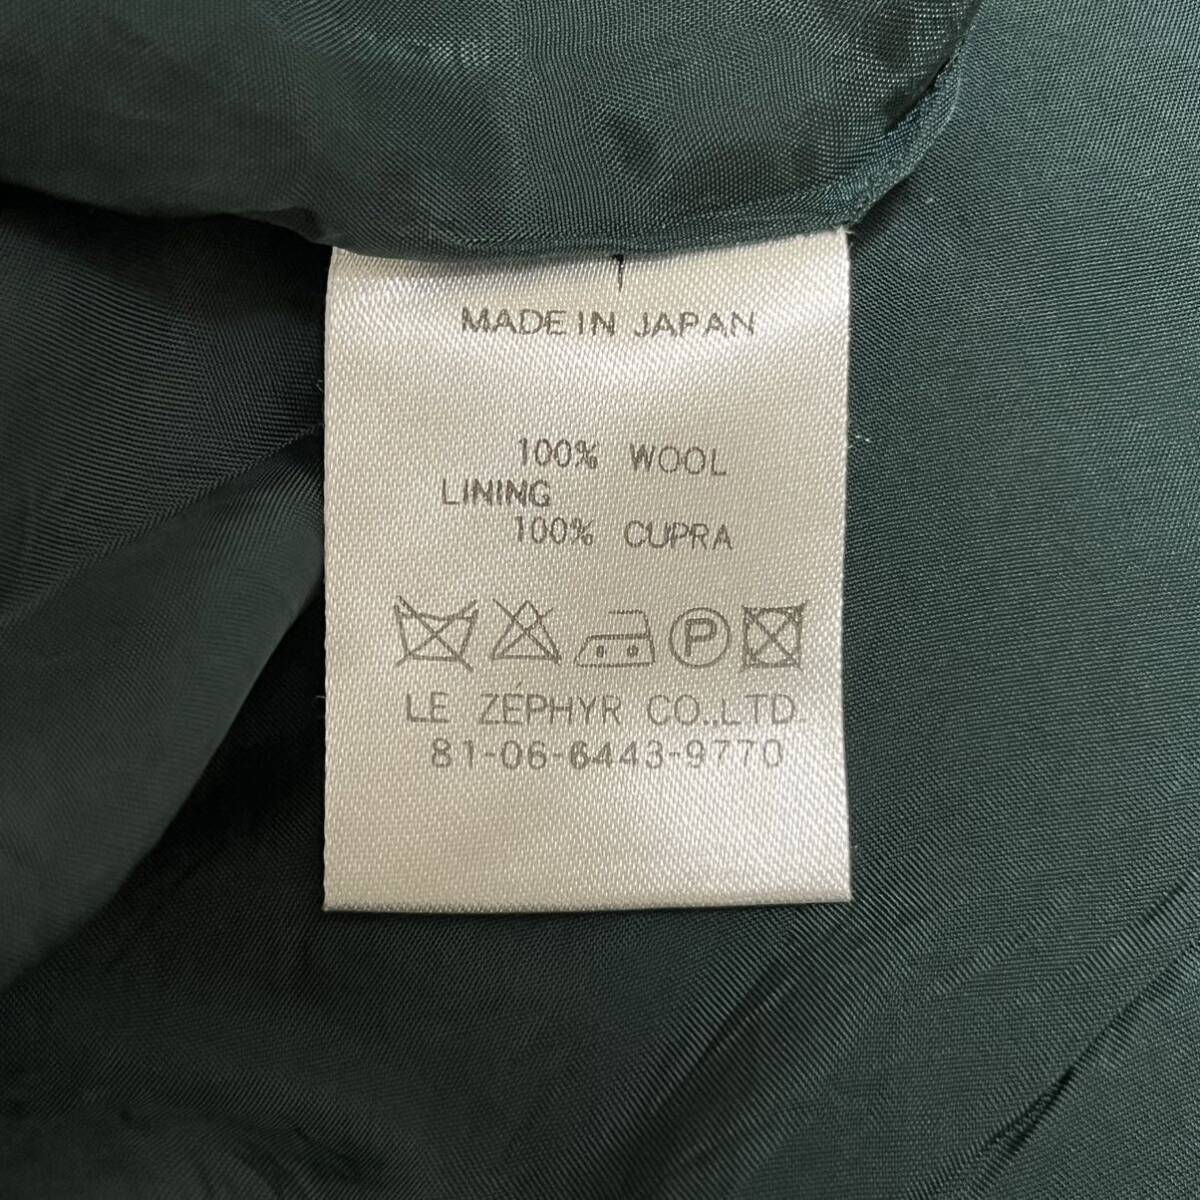 MADE IN JAPAN
100% WOOL
LINING
100% CUPRA
P
LE ZEPHYR CO.,LTD.
81-06-6443-9770